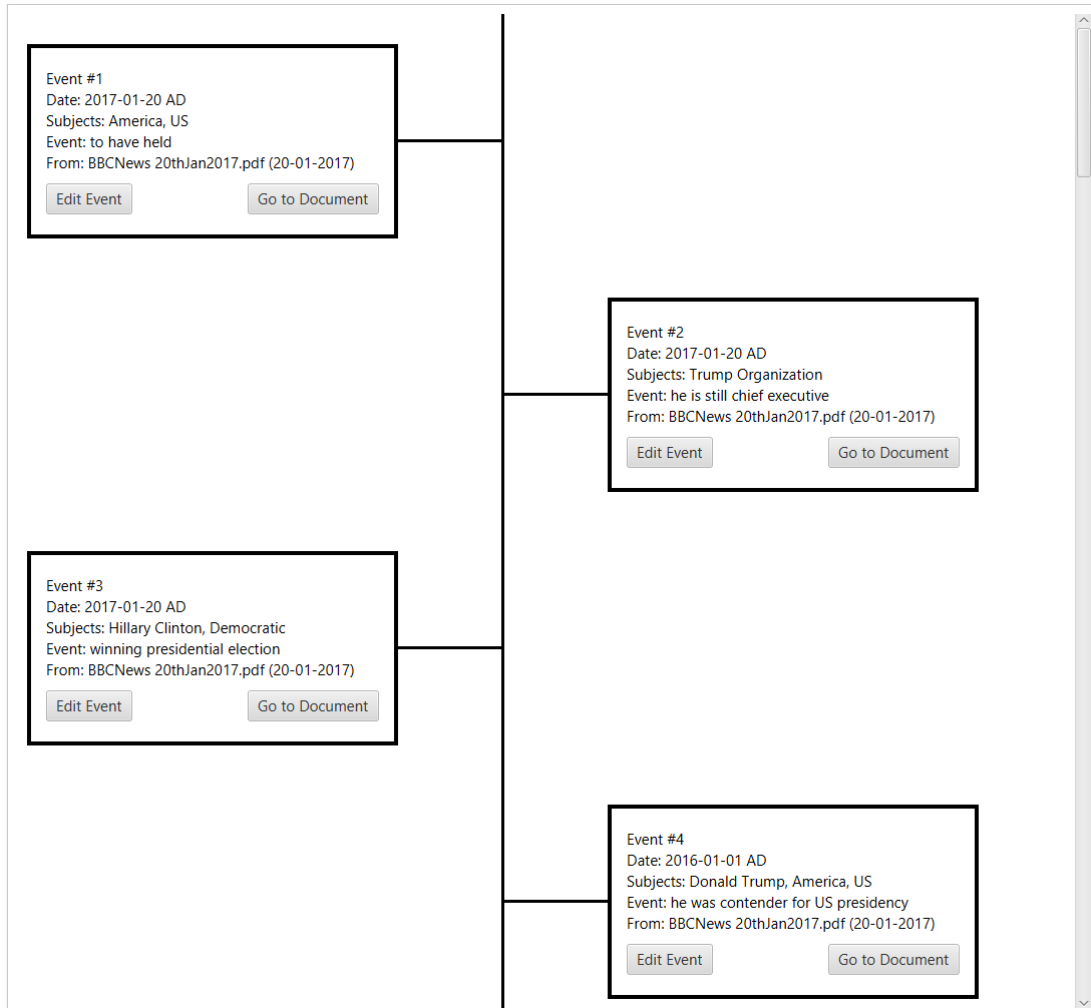 Event #1
Date: 2017-01-20 AD
Subjects: America, US
Event: to have held
From: BBCNews 20thJan2017.pdf (20-01-2017)
Edit Event
Go to Document
Event #2
Date: 2017-01-20 AD
Subjects: Trump Organization
Event: he is still chief executive
From: BBCNews 20thJan2017.pdf (20-01-2017)
Edit Event
Go to Document
Event #3
Date: 2017-01-20 AD
Subjects: Hillary Clinton, Democratic
Event: winning presidential election
From: BBCNews 20thJan2017.pdf (20-01-2017)
Edit Event
Go to Document
Event #4
Date: 2016-01-01 AD
Subjects: Donald Trump, America, US
Event: he was contender for US presidency
From: BBCNews 20thJan2017.pdf (20-01-2017)
Edit Event
Go to Document